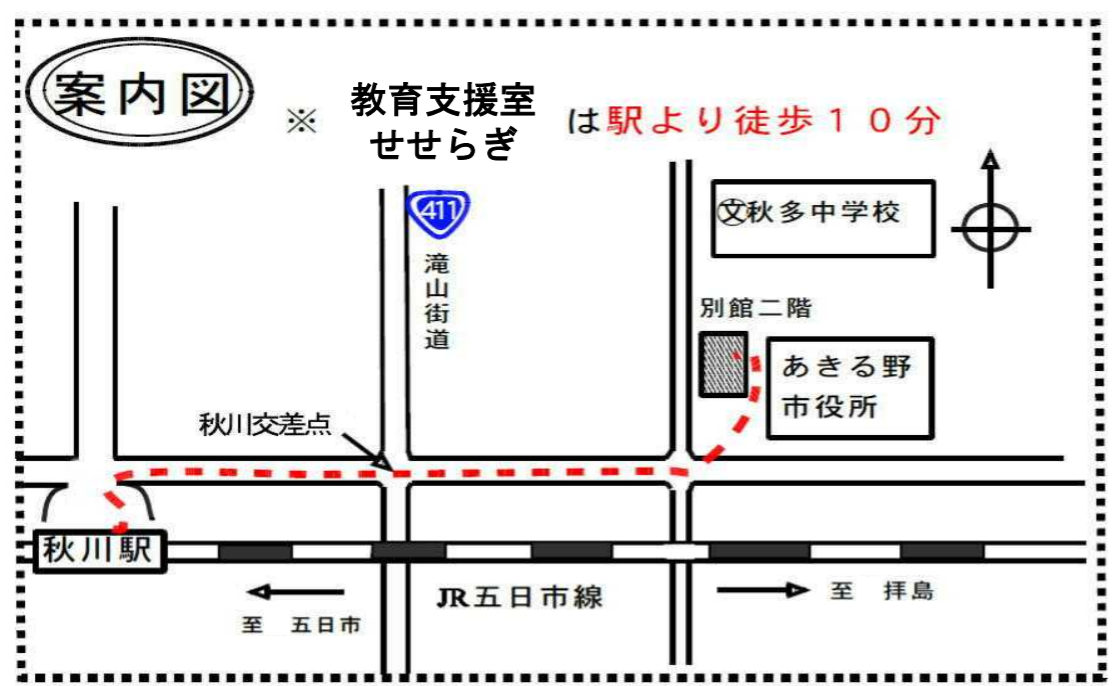 案内図
※ 教育支援室 せせらぎ は駅より徒歩10分
411
滝山街道
㊛秋多中学校
別館二階
あきる野
市役所
秋川交差点
秋川駅
JR五日市線
至 五日市
至 拝島